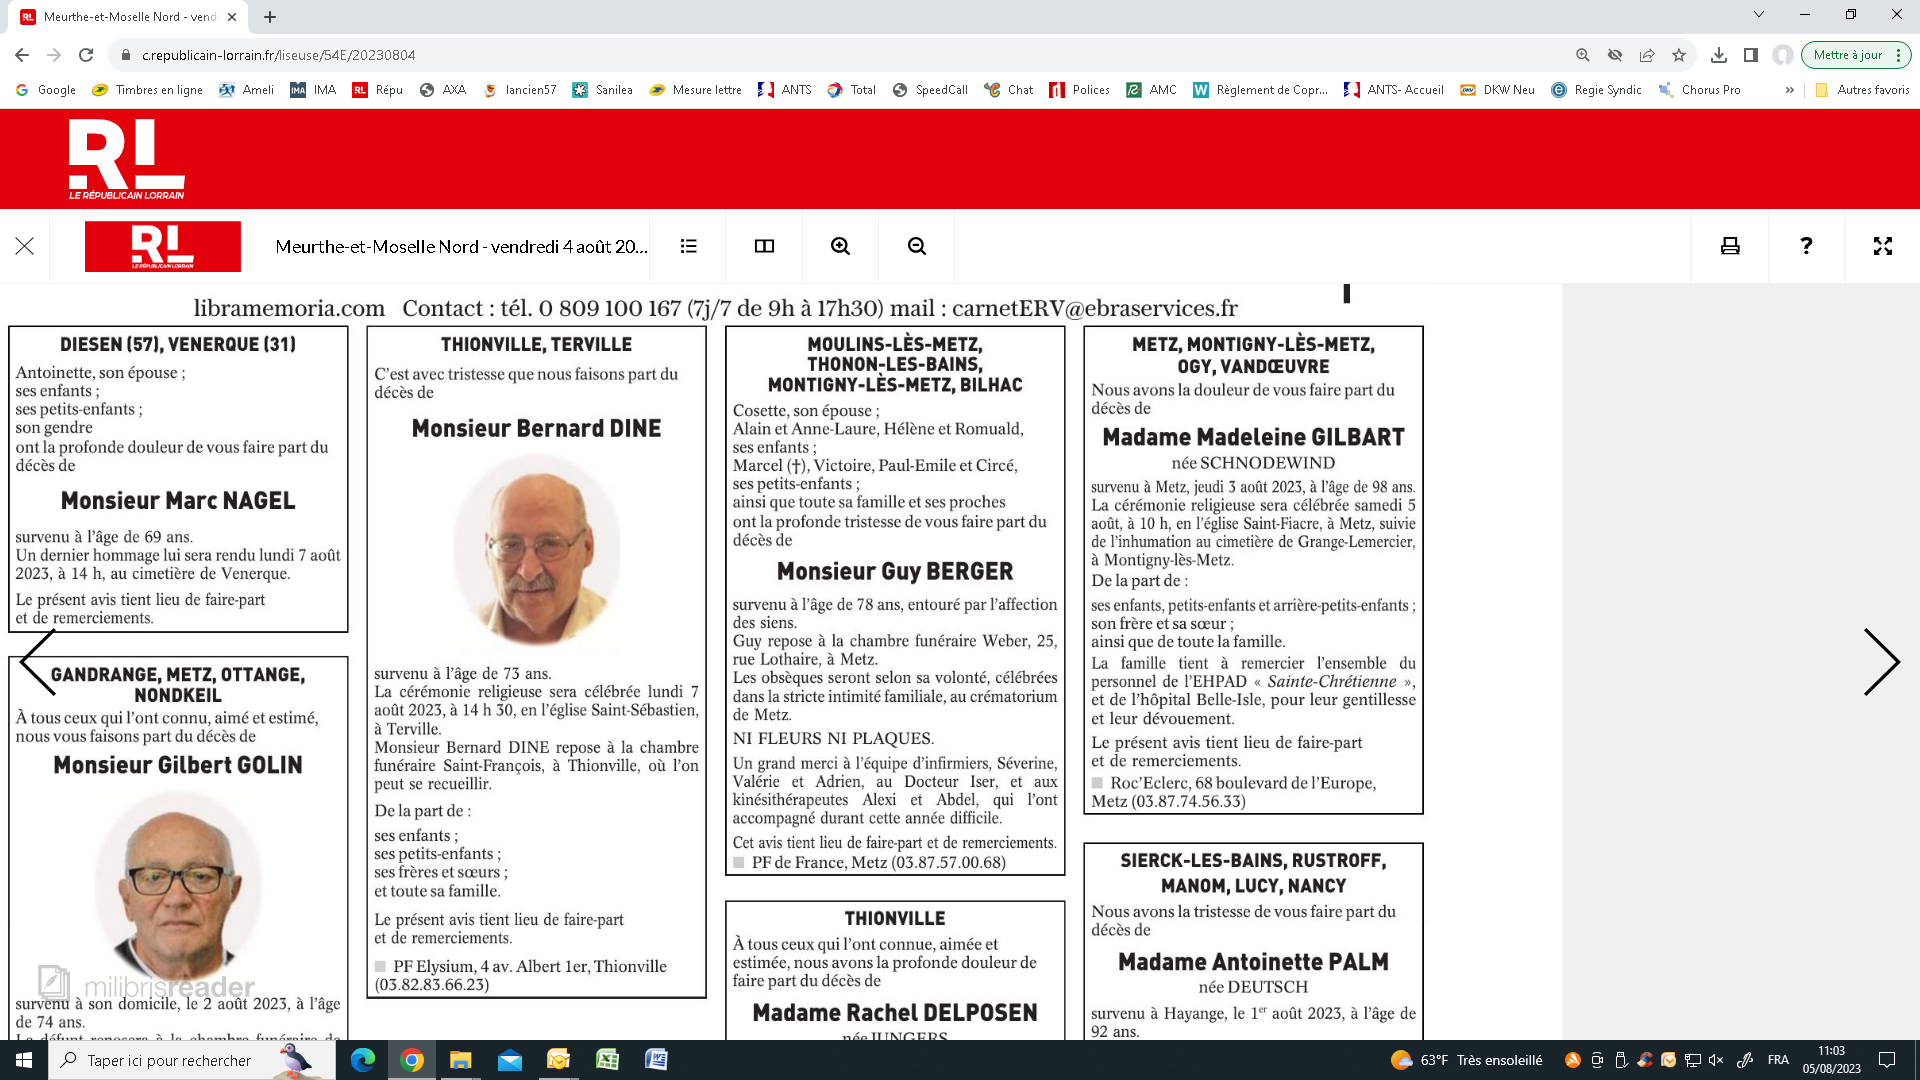 Meurthe-et-Moselle Nord - vend
c.republicain-lorrain.fr/liseuse/54E/20230804
Mettre à jour
Google
Timbres en ligne
Ameli
IMA
Répu
AXA
lancien57
Sanilea
Mesure lettre
ANTS
Total
SpeedCall
Chat
Polices
AMC
Règlement de Copr...
ANTS- Accueil
DKW Neu
Regie Syndic
Chorus Pro
»
Autres favoris
RL
LE RÉPUBLICAIN LORRAIN
RL
LE RÉPUBLICAIN LORRAIN
Meurthe-et-Moselle Nord - vendredi 4 août 20...
?
libramemoria.com Contact : tél. 0 809 100 167 (7j/7 de 9h à 17h30) mail : carnetERV@ebraservices.fr
DIESEN (57), VENERQUE (31)
Antoinette, son épouse ;
ses enfants ;
ses petits-enfants ;
son gendre
ont la profonde douleur de vous faire part du
décès de
Monsieur Marc NAGEL
survenu à l'âge de 69 ans.
Un dernier hommage lui sera rendu lundi 7 août
2023, à 14 h, au cimetière de Venerque.
Le présent avis tient lieu de faire-part
et de remerciements.
GANDRANGE, METZ, OTTANGE,
NONDKEIL
À tous ceux qui l'ont connu, aimé et estimé,
nous vous faisons part du décès de
Monsieur Gilbert GOLIN
milibrisreader
survenu à son domicile, le 2 août 2023, à l'âge
de 74 ans.
Le défunt reposera à la chambre funéraire de
THIONVILLE, TERVILLE
C'est avec tristesse que nous faisons part du
décès de
Monsieur Bernard DINE
survenu à l'âge de 73 ans.
La cérémonie religieuse sera célébrée lundi 7
août 2023, à 14 h 30, en l'église Saint-Sébastien,
à Terville.
Monsieur Bernard DINE repose à la chambre
funéraire Saint-François, à Thionville, où l'on
peut se recueillir.
De la part de :
ses enfants ;
ses petits-enfants ;
ses frères et sœurs ;
et toute sa famille.
Le présent avis tient lieu de faire-part
et de remerciements.
PF Elysium, 4 av. Albert 1er, Thionville
(03.82.83.66.23)
MOULINS-LÈS-METZ,
THONON-LES-BAINS,
MONTIGNY-LÈS-METZ, BILHAC
Cosette, son épouse ;
Alain et Anne-Laure, Hélène et Romuald,
ses enfants ;
Marcel (†), Victoire, Paul-Emile et Circé,
ses petits-enfants ;
ainsi que toute sa famille et ses proches
ont la profonde tristesse de vous faire part du
décès de
Monsieur Guy BERGER
survenu à l'âge de 78 ans, entouré par l'affection
des siens.
Guy repose à la chambre funéraire Weber, 25,
rue Lothaire, à Metz.
Les obsèques seront selon sa volonté, célébrées
dans la stricte intimité familiale, au crématorium
de Metz.
NI FLEURS NI PLAQUES.
Un grand merci à l'équipe d'infirmiers, Séverine,
Valérie et Adrien, au Docteur Iser, et aux
kinésithérapeutes Alexi et Abdel, qui l'ont
accompagné durant cette année difficile.
Cet avis tient lieu de faire-part et de remerciements.
PF de France, Metz (03.87.57.00.68)
THIONVILLE
À tous ceux qui l'ont connue, aimée et
estimée, nous avons la profonde douleur de
faire part du décès de
Madame Rachel DELPOSEN
née JUNGERS
METZ, MONTIGNY-LÈS-METZ,
OGY, VANDŒUVRE
Nous avons la douleur de vous faire part du
décès de
Madame Madeleine GILBART
née SCHNODEWIND
survenu à Metz, jeudi 3 août 2023, à l'âge de 98 ans.
La cérémonie religieuse sera célébrée samedi 5
août, à 10 h, en l'église Saint-Fiacre, à Metz, suivie
de l'inhumation au cimetière de Grange-Lemercier,
à Montigny-lès-Metz.
De la part de :
ses enfants, petits-enfants et arrière-petits-enfants ;
son frère et sa sœur ;
ainsi que de toute la famille.
La famille tient à remercier l'ensemble du
personnel de l'EHPAD « Sainte-Chrétienne »,
et de l'hôpital Belle-Isle, pour leur gentillesse
et leur dévouement.
Le présent avis tient lieu de faire-part
et de remerciements.
Roc'Eclerc, 68 boulevard de l'Europe,
Metz (03.87.74.56.33)
SIERCK-LES-BAINS, RUSTROFF,
MANOM, LUCY, NANCY
Nous avons la tristesse de vous faire part du
décès de
Madame Antoinette PALM
née DEUTSCH
survenu à Hayange, le 1er août 2023, à l'âge de
92 ans.
Taper ici pour rechercher
63°F Très ensoleillé
FRA
11:03
05/08/2023